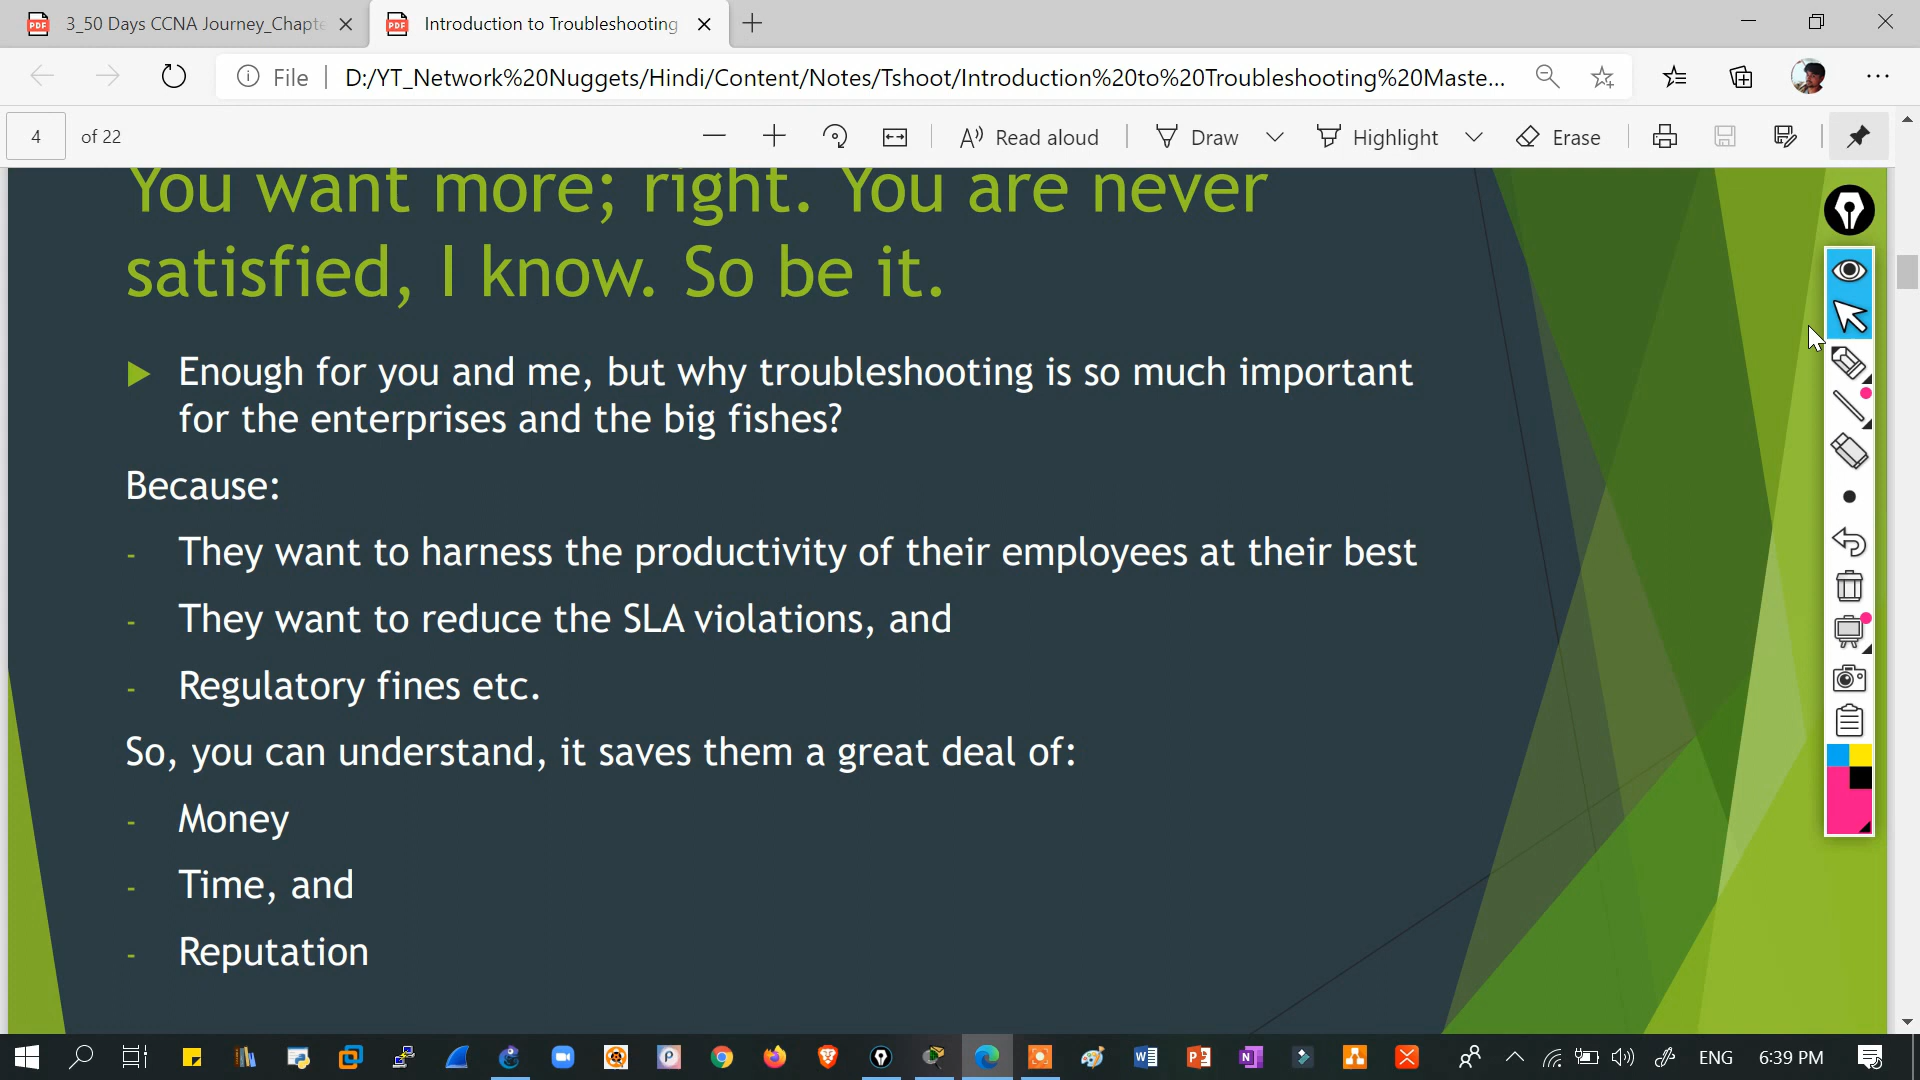 3_50 Days CCNA Journey_Chapte
Introduction to Troubleshooting
File
D:/YT_Network%20Nuggets/Hindi/Content/Notes/Tshoot/Introduction%20to%20Troubleshooting%20Maste...
4 of 22
Read aloud
Draw
Highlight
Erase
You want more; right. You are never
satisfied, I know. So be it.
Enough for you and me, but why troubleshooting is so much important
for the enterprises and the big fishes?
Because:
- They want to harness the productivity of their employees at their best
- They want to reduce the SLA violations, and
- Regulatory fines etc.
So, you can understand, it saves them a great deal of:
- Money
- Time, and
- Reputation
ENG
6:39 PM